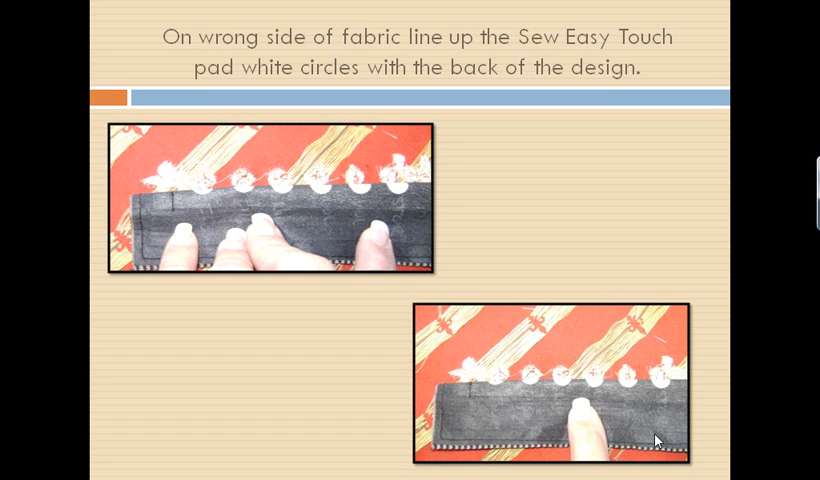 On wrong side of fabric line up the Sew Easy Touch
pad white circles with the back of the design.